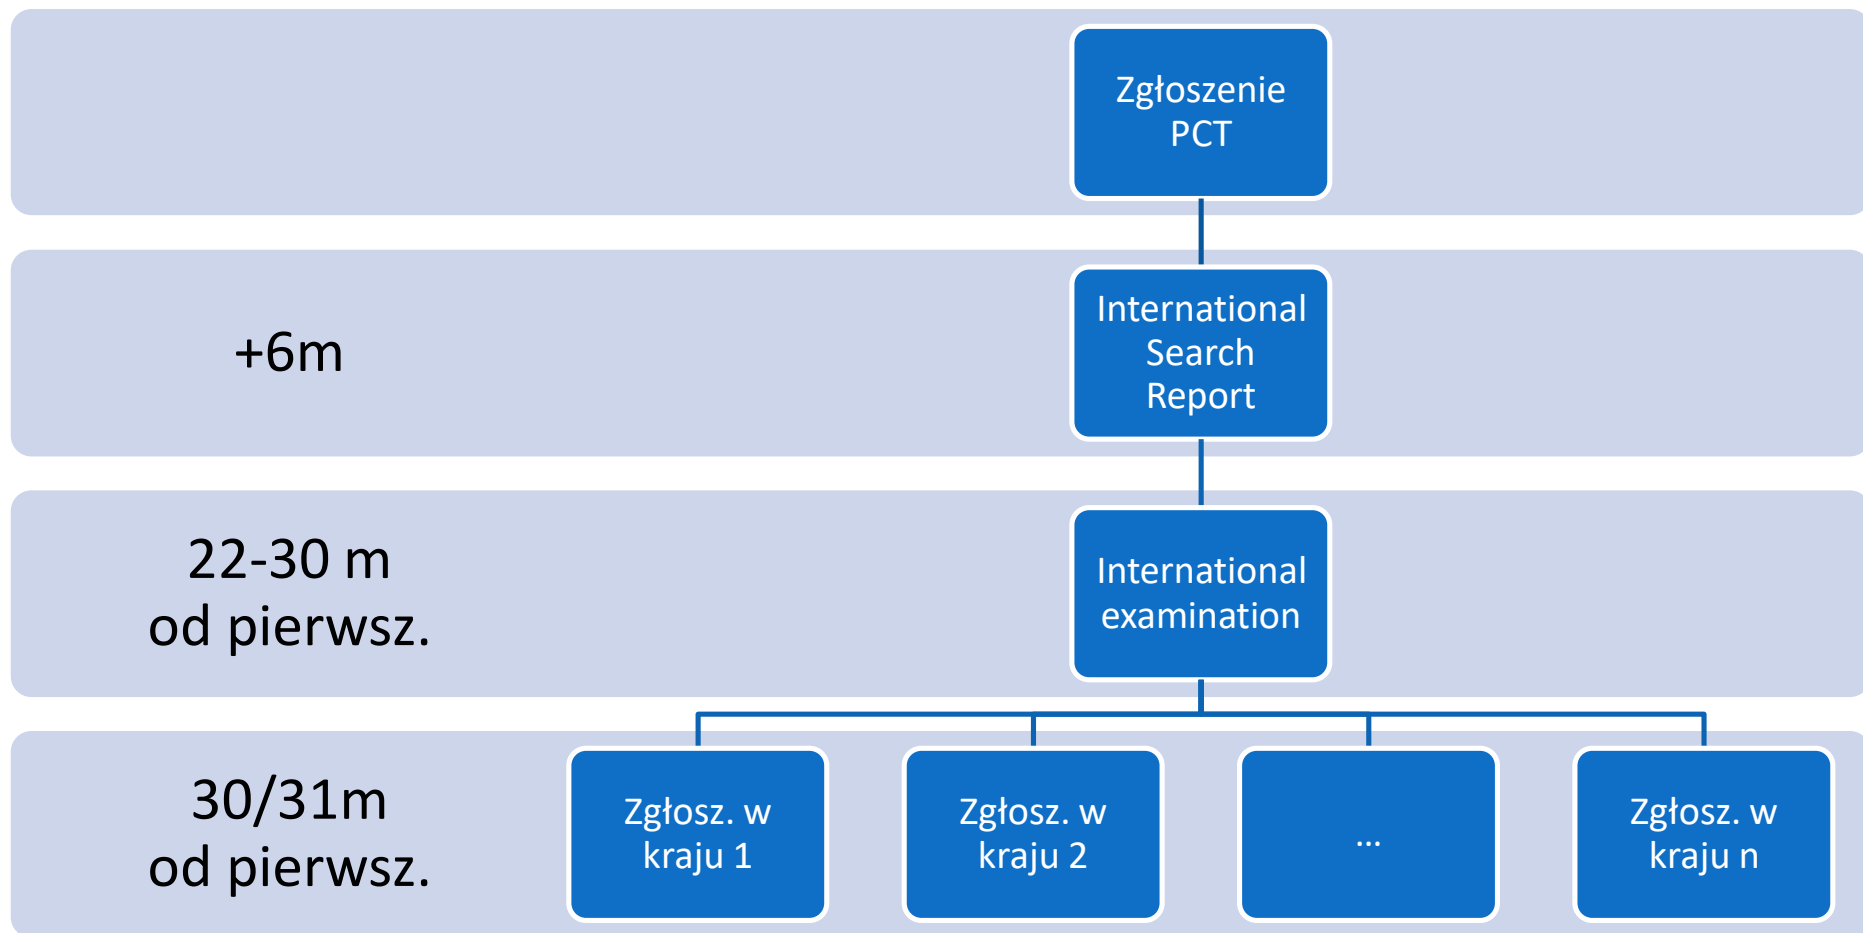 Zgłoszenie
PCT
+6m
International
Search
Report
22-30 m
od pierwsz.
International
examination
30/31m
od pierwsz.
Zgłosz. w
kraju 1
Zgłosz. w
kraju 2
...
Zgłosz. w
kraju n